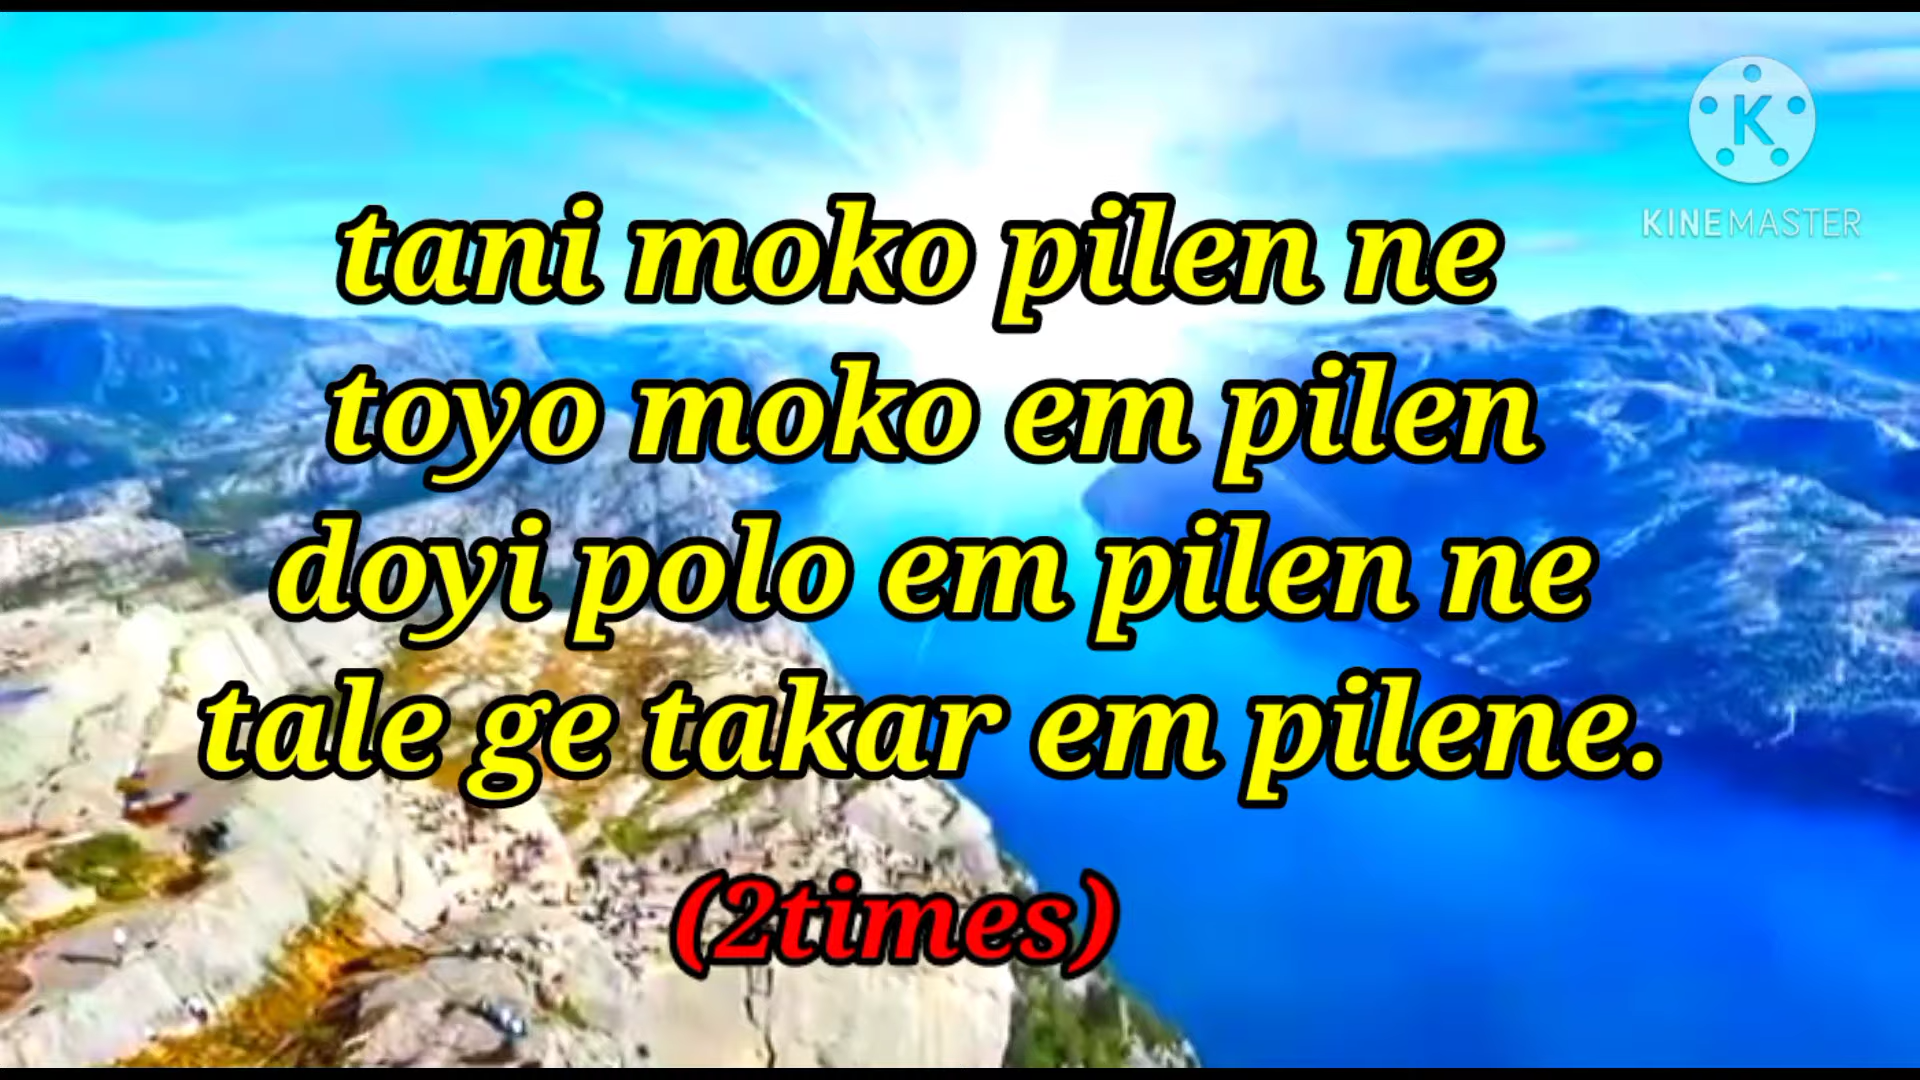 K
KINEMASTER
tani moko pilen ne
toyo moko em pilen
doyi polo em pilen ne
tale ge takar em pilene.
(2times)